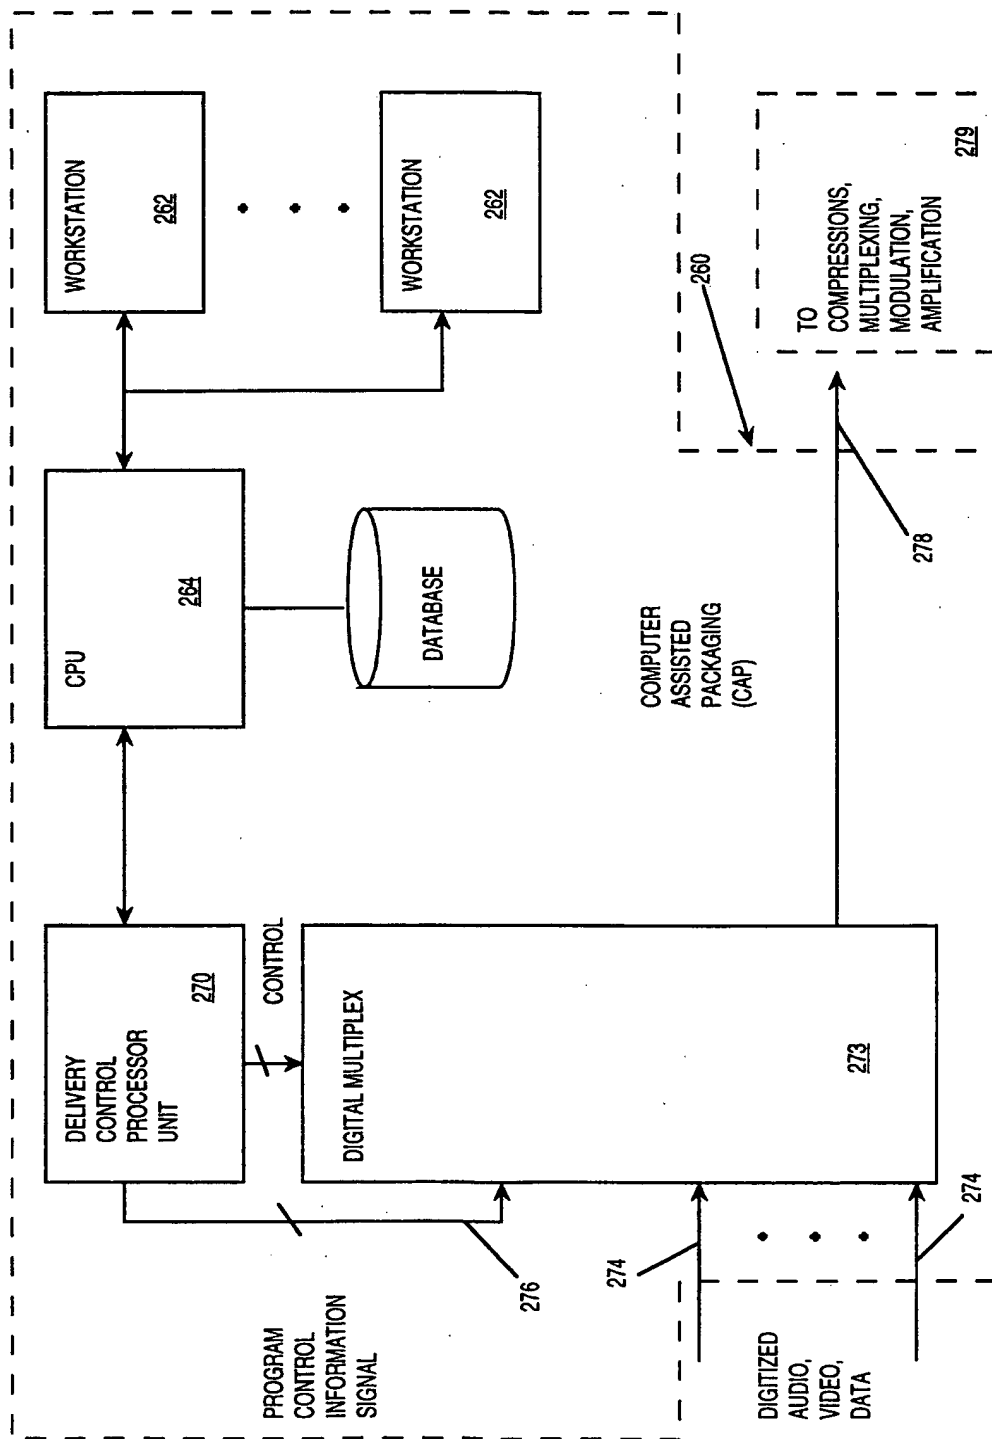 WORKSTATION
262
WORKSTATION
262
CPU
264
DATABASE
DELIVERY
CONTROL
PROCESSOR
UNIT
270
CONTROL
DIGITAL MULTIPLEX
273
PROGRAM
CONTROL
INFORMATION
SIGNAL
276
274
274
DIGITIZED
AUDIO,
VIDEO,
DATA
COMPUTER
ASSISTED
PACKAGING
(CAP)
260
278
TO
COMPRESSIONS,
MULTIPLEXING,
MODULATION,
AMPLIFICATION
279